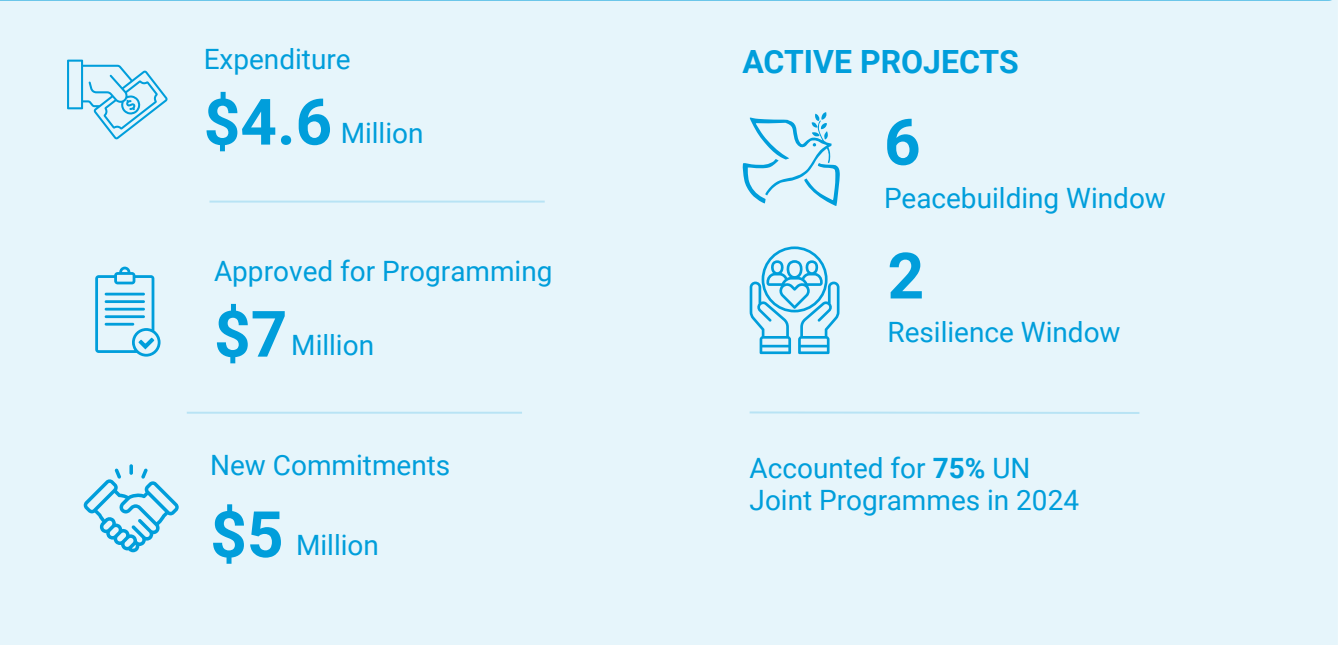 Expenditure
$4.6 Million
Approved for Programming
$7 Million
New Commitments
$5 Million
ACTIVE PROJECTS
6
Peacebuilding Window
2
Resilience Window
Accounted for 75% UN
Joint Programmes in 2024